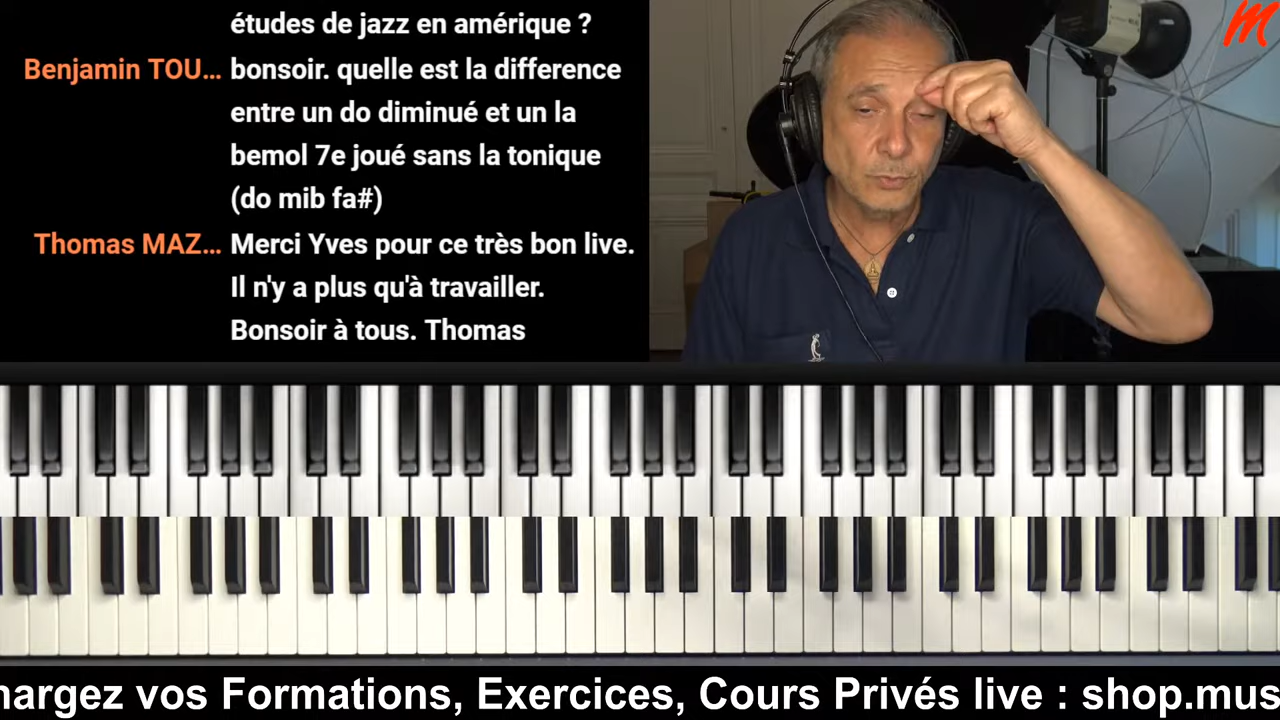 études de jazz en amérique ?
Benjamin TOU... bonsoir. quelle est la difference
entre un do diminué et un la
bemol 7e joué sans la tonique
(do mib fa#)
Thomas MAZ... Merci Yves pour ce très bon live.
Il n'y a plus qu'à travailler.
Bonsoir à tous. Thomas
M
hargez vos Formations, Exercices, Cours Privés live : shop.mus